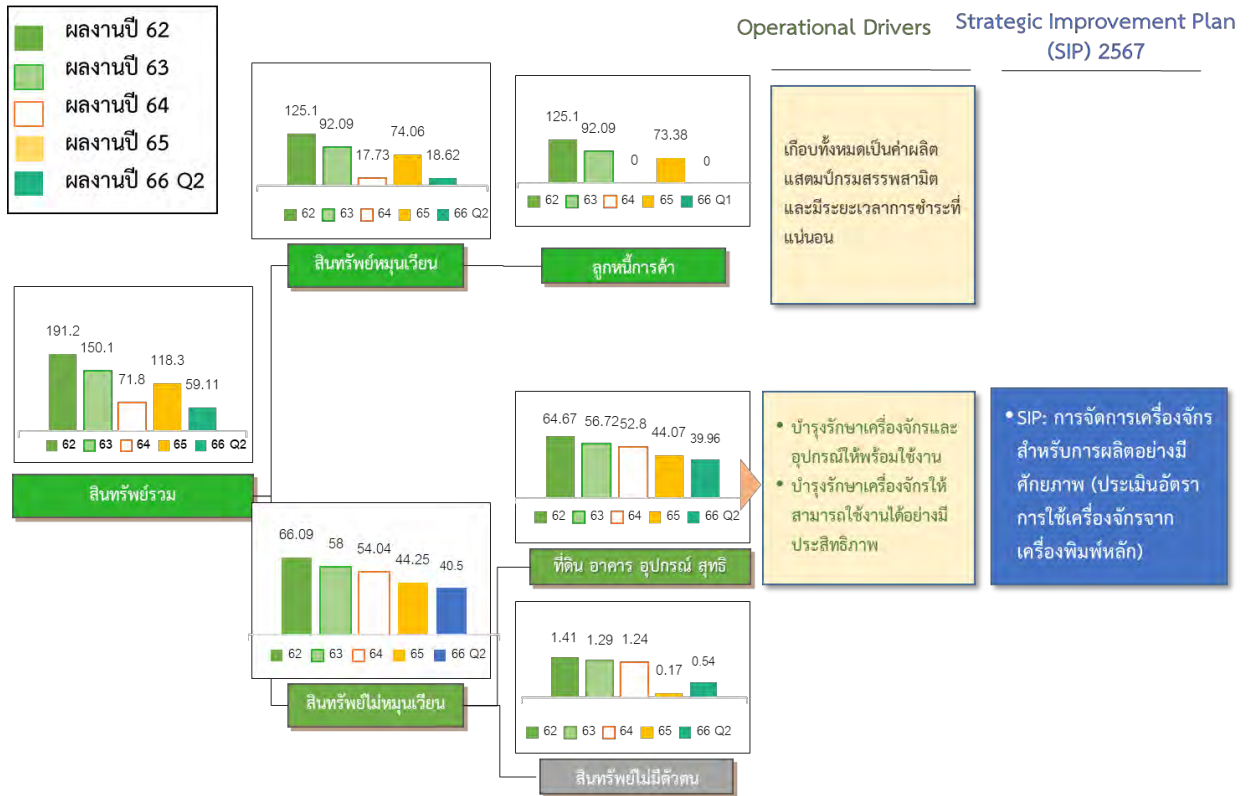 ผลงานปี 62
ผลงานปี 63
ผลงานปี 64
ผลงานปี 65
ผลงานปี 66 Q2
Operational Drivers
Strategic Improvement Plan
(SIP) 2567
125.1 92.09 17.73 74.06 18.62
62 63 64 65 66 Q2
สินทรัพย์หมุนเวียน
125.1 92.09 0 73.38 0
62 63 64 65 66 Q1
ลูกหนี้การค้า
เกือบทั้งหมดเป็นค่าผลิต
แสตมป์กรมสรรพสามิต
และมีระยะเวลาการชำระที่
แน่นอน
191.2 150.1 71.8 118.3 59.11
62 63 64 65 66 Q2
สินทรัพย์รวม
64.67 56.72 52.8 44.07 39.96
62 63 64 65 66 Q2
ที่ดิน อาคาร อุปกรณ์ สุทธิ
• บำรุงรักษาเครื่องจักรและ
อุปกรณ์ให้พร้อมใช้งาน
• บำรุงรักษาเครื่องจักรให้
สามารถใช้งานได้อย่างมี
ประสิทธิภาพ
• SIP: การจัดการเครื่องจักร
สำหรับการผลิตอย่างมี
ศักยภาพ (ประเมินอัตรา
การใช้เครื่องจักรจาก
เครื่องพิมพ์หลัก)
66.09 58 54.04 44.25 40.5
62 63 64 65 66 Q2
สินทรัพย์ไม่หมุนเวียน
1.41 1.29 1.24 0.17 0.54
62 63 64 65 66 Q2
สินทรัพย์ไม่มีตัวตน